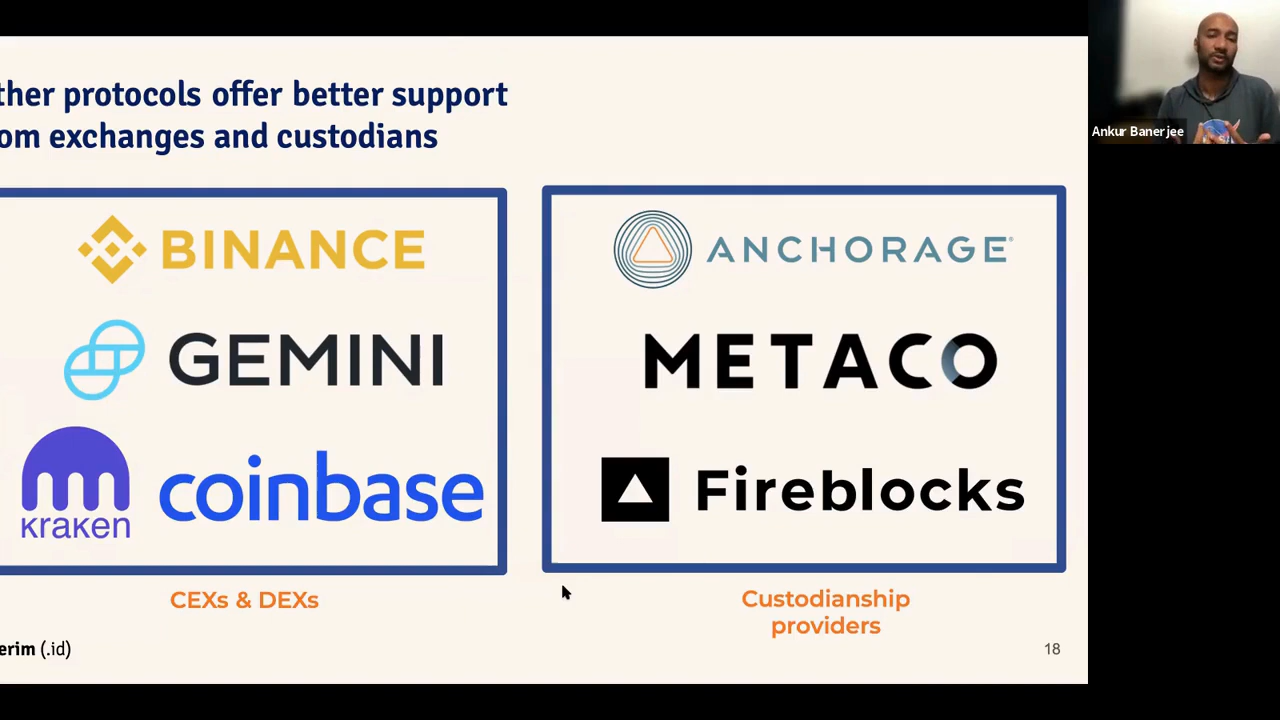 ther protocols offer better support
om exchanges and custodians
BINANCE
GEMINI
kraken
coinbase
CEXs & DEXs
ANCHORAGE®
METACO
Fireblocks
Custodianship
providers
erim (.id)
18
Ankur Banerjee